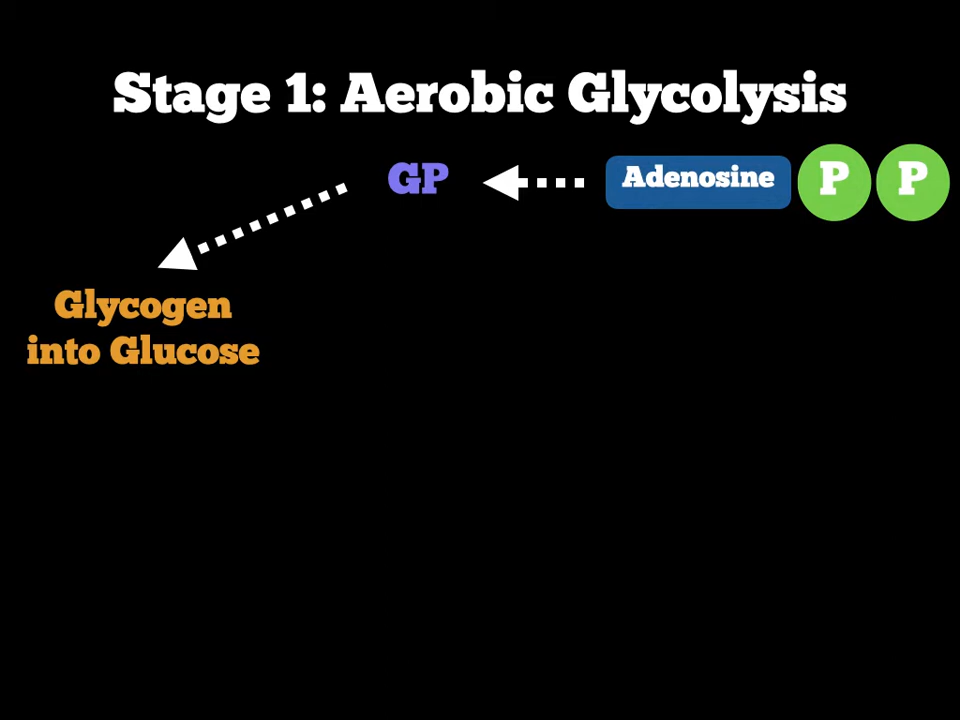 Stage 1: Aerobic Glycolysis
GP
Adenosine
P
P
Glycogen
into Glucose